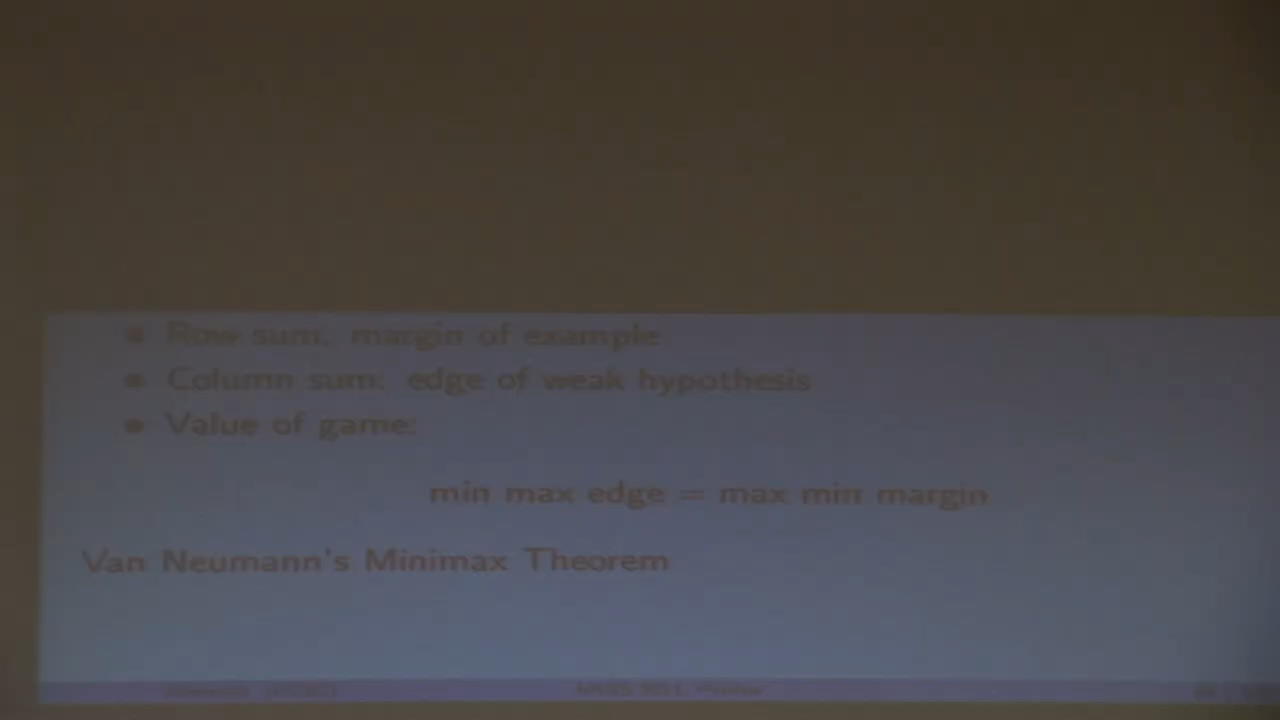 Row sum: margin of example
Column sum: edge of weak hypothesis
Value of game:
min max edge = max min margin
Van Neumann's Minimax Theorem